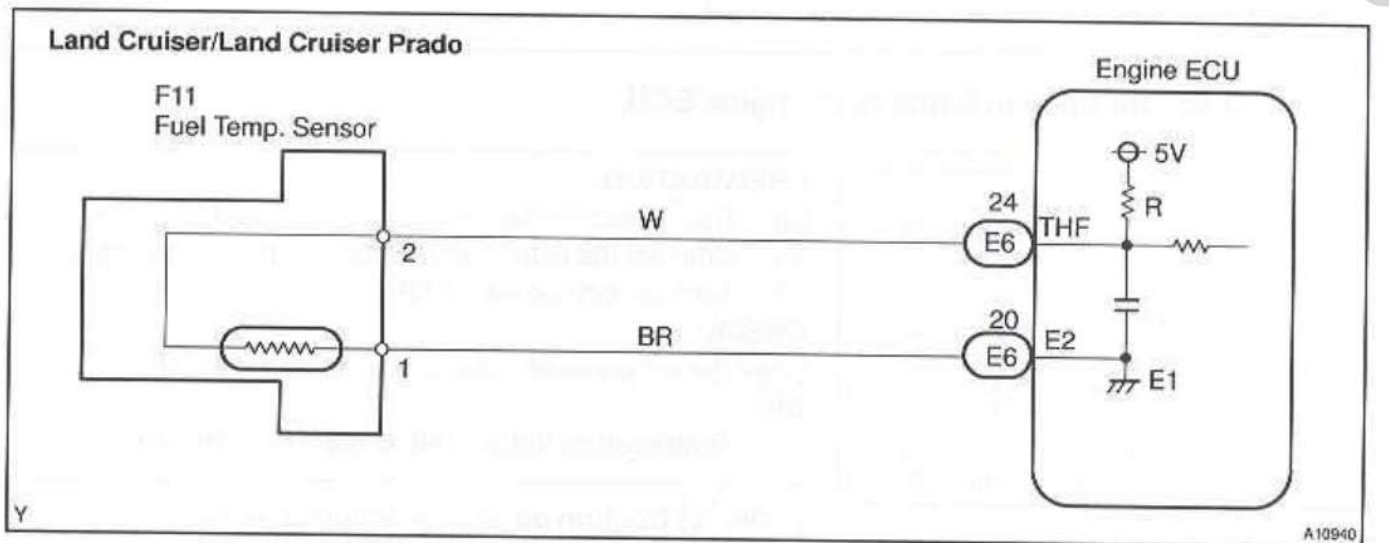 Land Cruiser/Land Cruiser Prado
F11
Fuel Temp. Sensor
Engine ECU
5V
R
W
2
24
E6
THF
BR
1
20
E6
E2
E1
Y
A10940